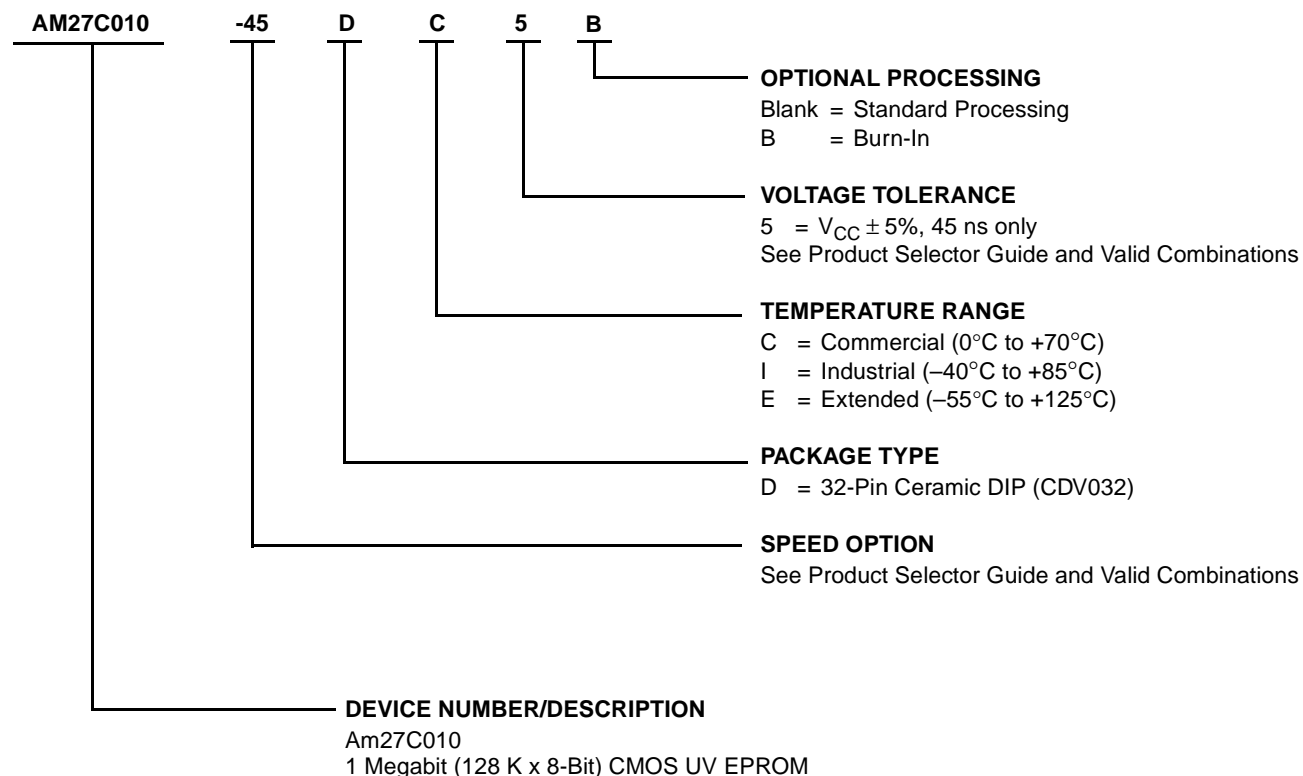 AM27C010 -45 D C 5 B
OPTIONAL PROCESSING
Blank = Standard Processing
B = Burn-In
VOLTAGE TOLERANCE
5 = VCC ± 5%, 45 ns only
See Product Selector Guide and Valid Combinations
TEMPERATURE RANGE
C = Commercial (0°C to +70°C)
I = Industrial (–40°C to +85°C)
E = Extended (–55°C to +125°C)
PACKAGE TYPE
D = 32-Pin Ceramic DIP (CDV032)
SPEED OPTION
See Product Selector Guide and Valid Combinations
DEVICE NUMBER/DESCRIPTION
Am27C010
1 Megabit (128 K x 8-Bit) CMOS UV EPROM